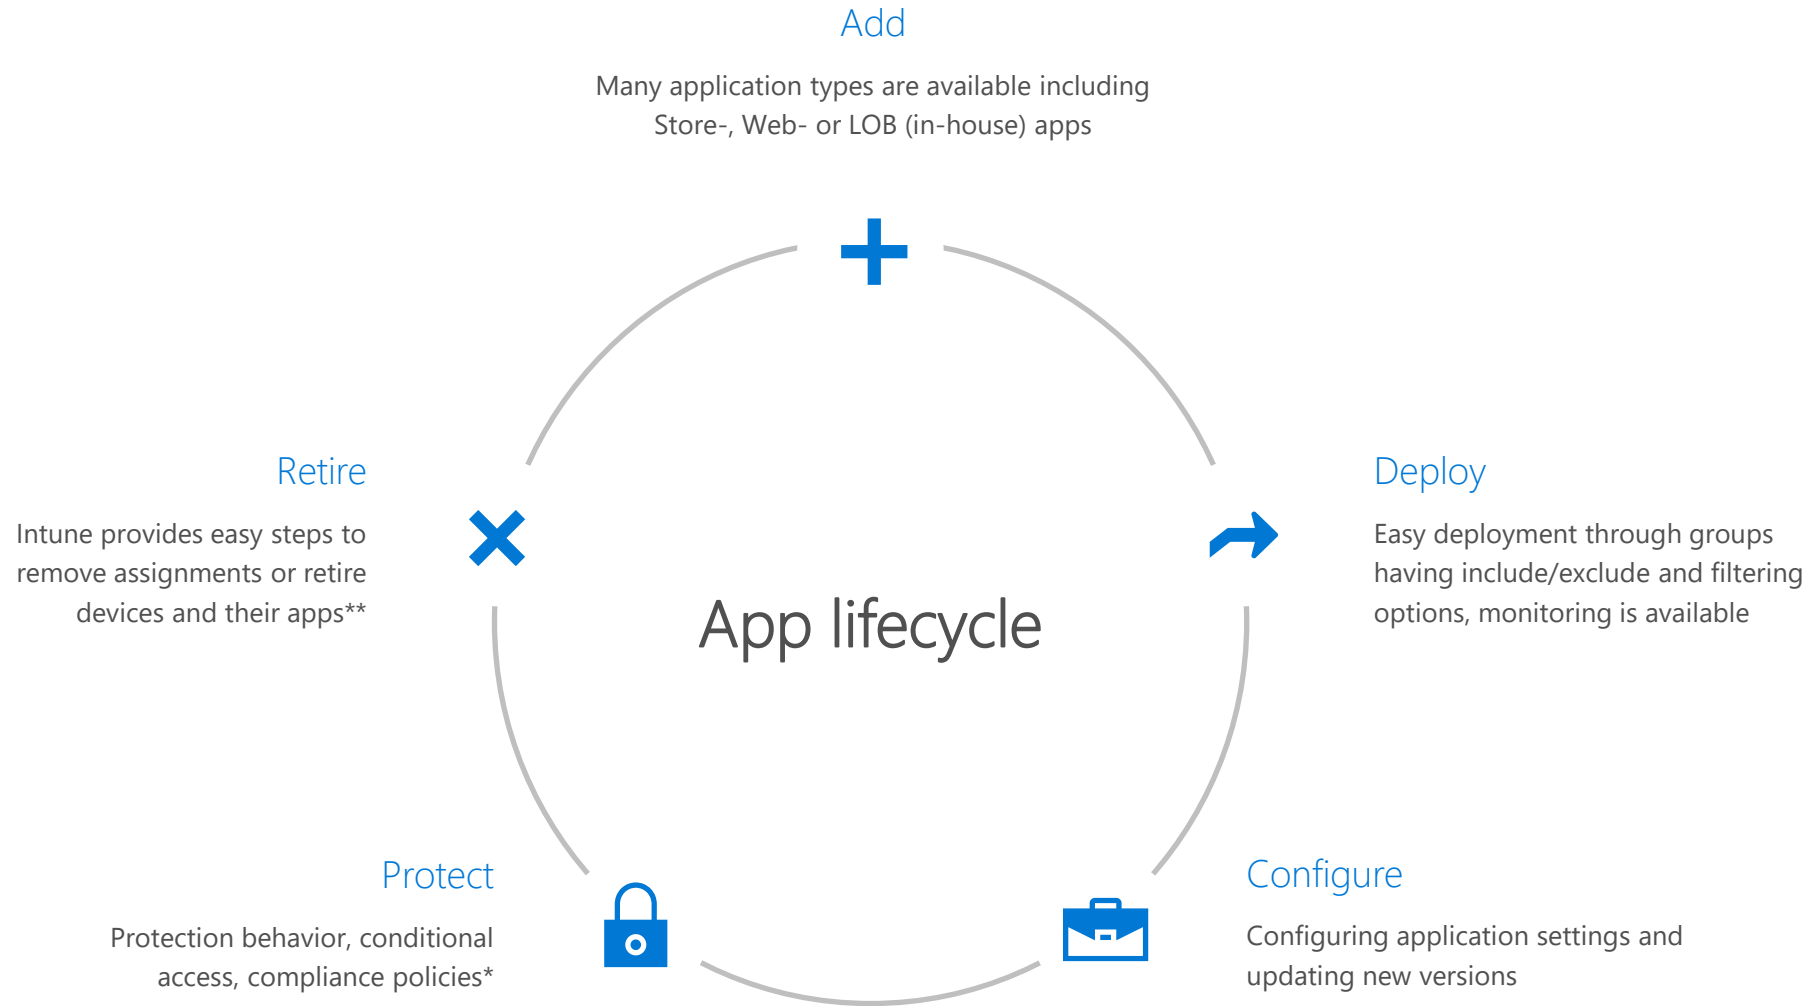 Add
Many application types are available including
Store-, Web- or LOB (in-house) apps
Retire
Intune provides easy steps to
remove assignments or retire
devices and their apps**
App lifecycle
Deploy
Easy deployment through groups
having include/exclude and filtering
options, monitoring is available
Protect
Protection behavior, conditional
access, compliance policies*
Configure
Configuring application settings and
updating new versions